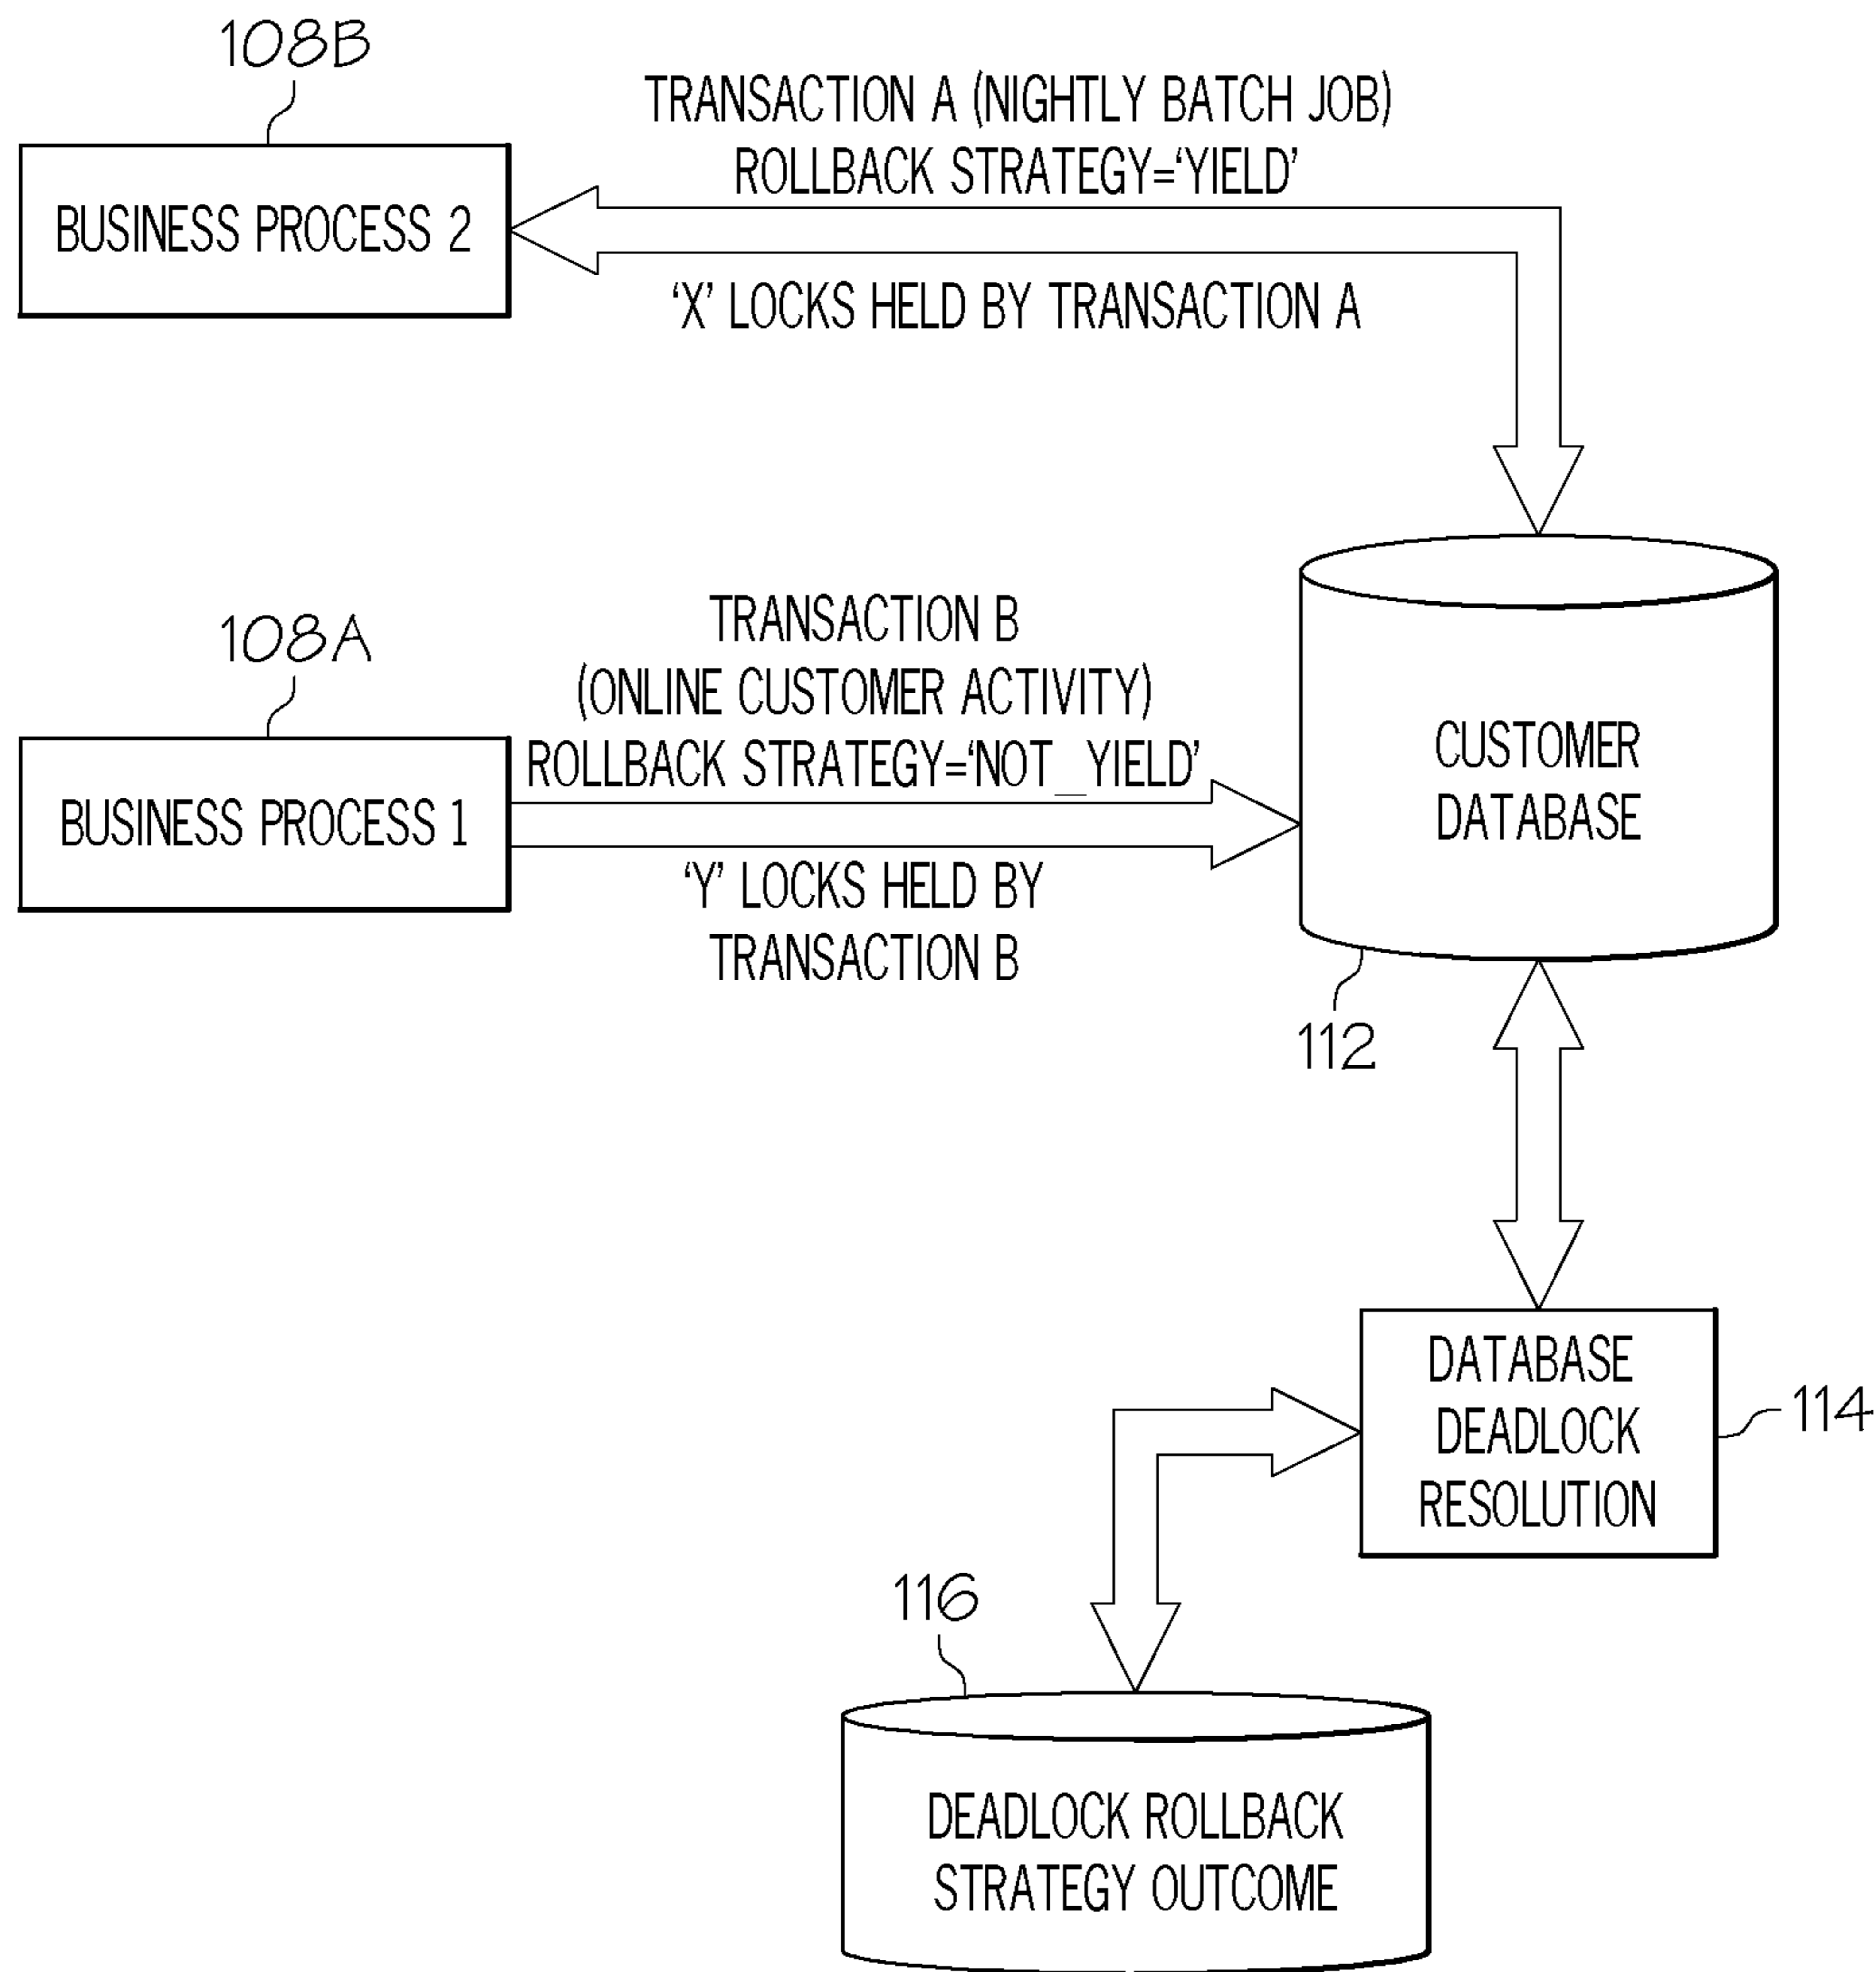 108B
TRANSACTION A (NIGHTLY BATCH JOB)
ROLLBACK STRATEGY=‘YIELD’
BUSINESS PROCESS 2
‘X’ LOCKS HELD BY TRANSACTION A
108A
TRANSACTION B
(ONLINE CUSTOMER ACTIVITY)
ROLLBACK STRATEGY=‘NOT_YIELD’
BUSINESS PROCESS 1
‘Y’ LOCKS HELD BY
TRANSACTION B
CUSTOMER
DATABASE
112
DATABASE
DEADLOCK
RESOLUTION
114
116
DEADLOCK ROLLBACK
STRATEGY OUTCOME